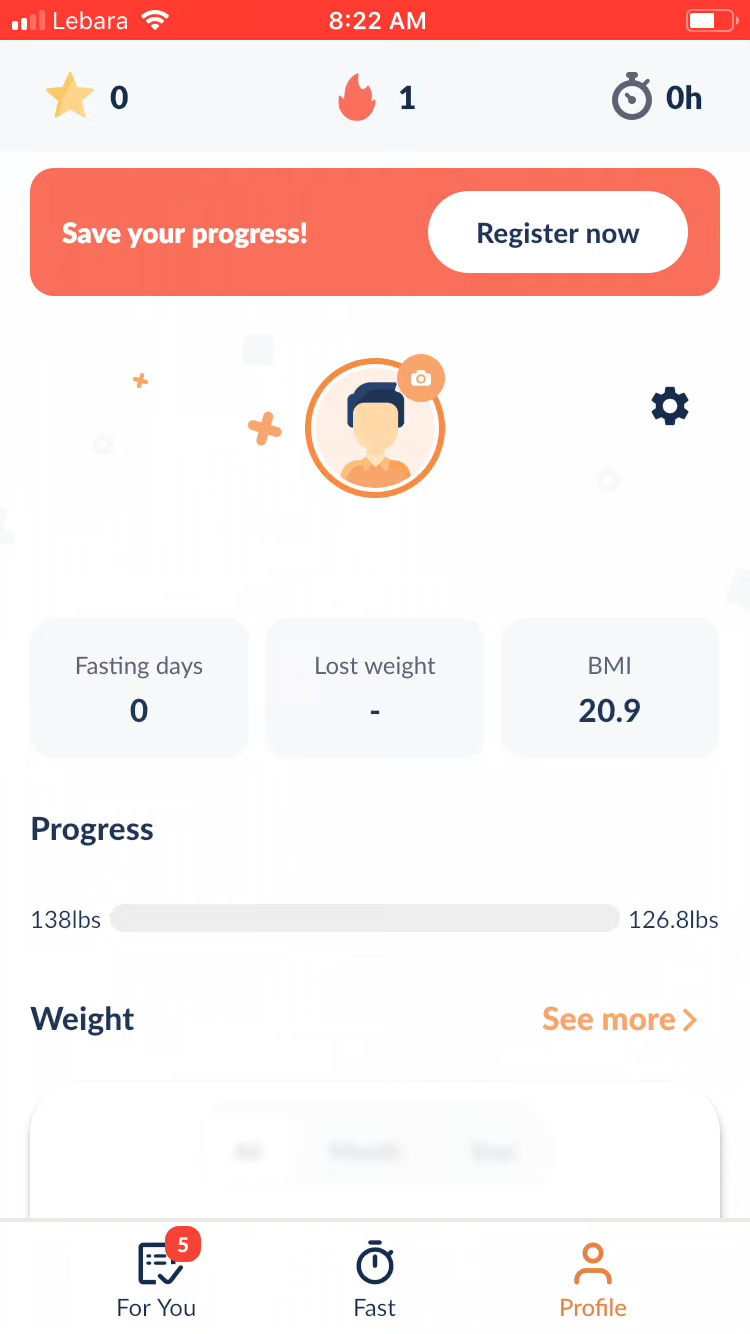 Lebara 8:22 AM
0 1 0h
Save your progress! Register now
Fasting days Lost weight BMI
0 - 20.9
Progress
138lbs 126.8lbs
Weight See more
5
For You Fast Profile